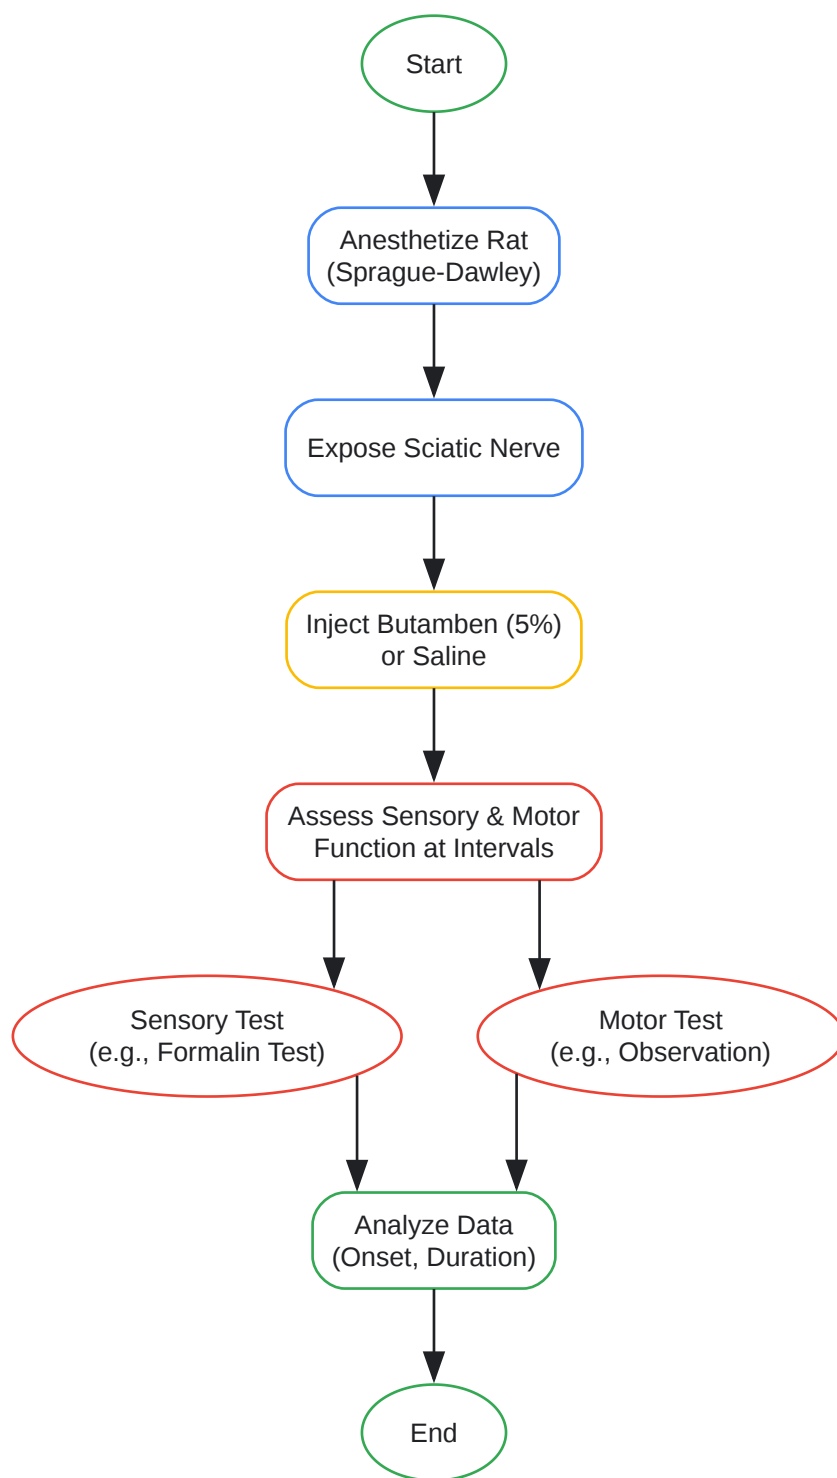 Start
Anesthetize Rat
(Sprague-Dawley)
Expose Sciatic Nerve
Inject Butamben (5%)
or Saline
Assess Sensory & Motor
Function at Intervals
Sensory Test
(e.g., Formalin Test)
Motor Test
(e.g., Observation)
Analyze Data
(Onset, Duration)
End